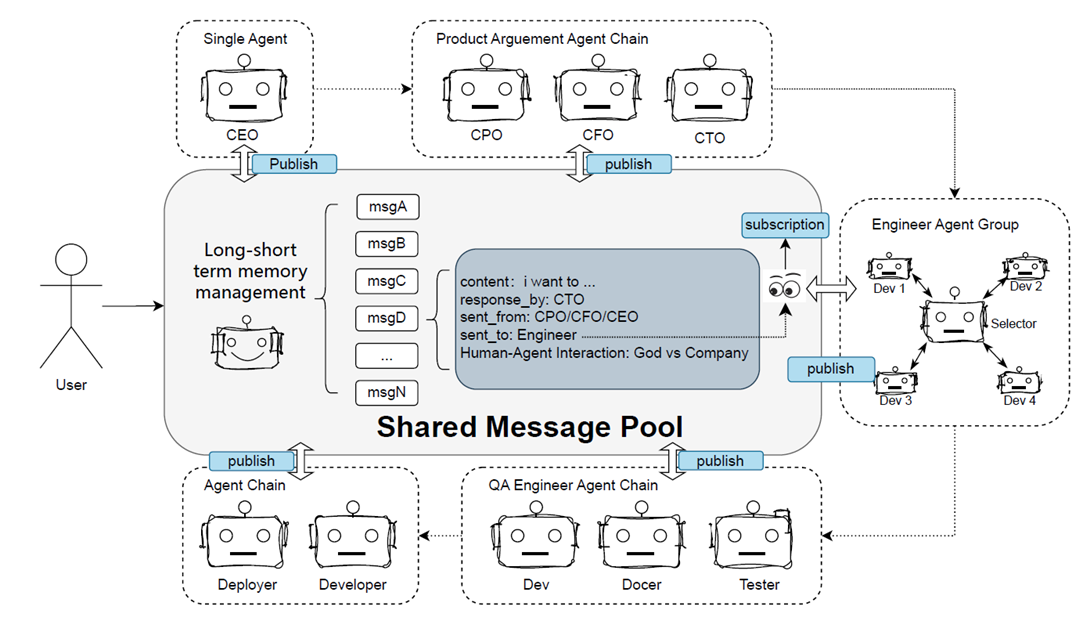 Single Agent
CEO
Publish
Product Arguement Agent Chain
CPO
CFO
CTO
publish
User
Long-short
term memory
management
msgA
msgB
msgC
msgD
...
msgN
content: i want to ...
response_by: CTO
sent_from: CPO/CFO/CEO
sent_to: Engineer
Human-Agent Interaction: God vs Company
subscription
Shared Message Pool
Engineer Agent Group
Dev 1
Dev 2
Selector
Dev 3
Dev 4
publish
publish
Agent Chain
Deployer
Developer
publish
QA Engineer Agent Chain
Dev
Docer
Tester